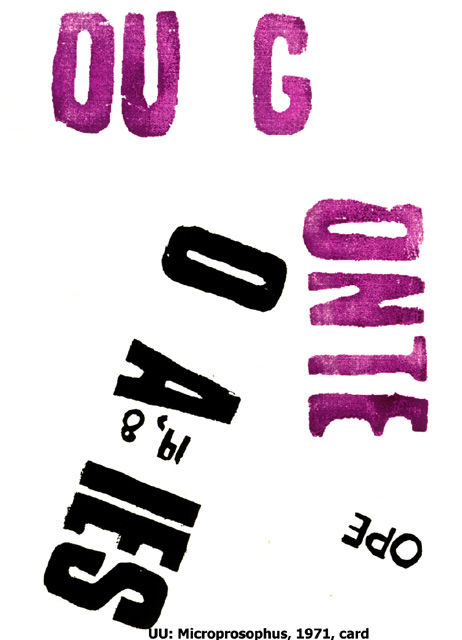 OU G
ONTE
O
A
19,8
IES
OPE
UU: Microprosophus, 1971, card